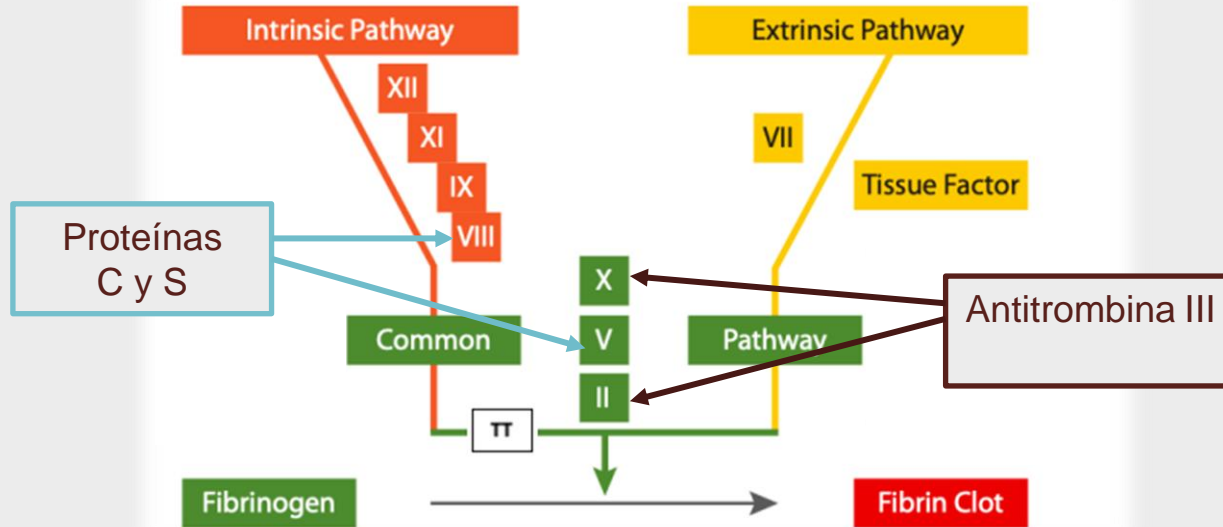 Intrinsic Pathway
Extrinsic Pathway
XII
XI
IX
VIII
VII
Tissue Factor
Proteínas
C y S
X
V
II
Antitrombina III
Common
Pathway
TT
Fibrinogen
Fibrin Clot